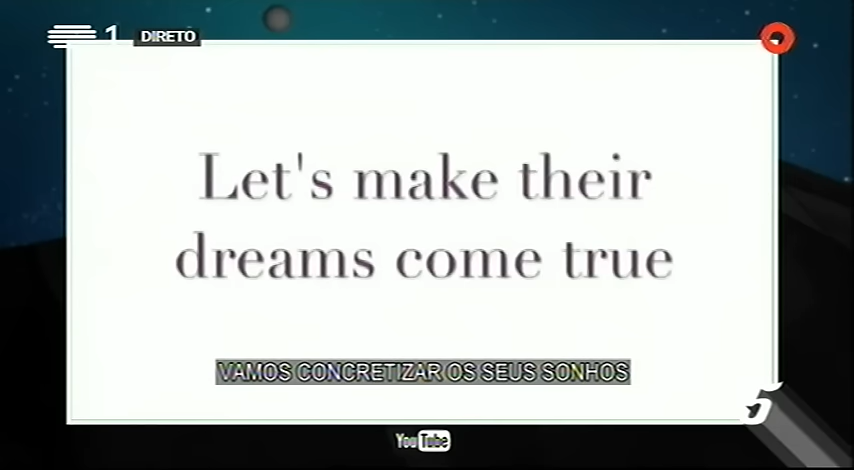 1 DIRETO
Let's make their
dreams come true
VAMOS CONCRETIZAR OS SEUS SONHOS
5
YouTube